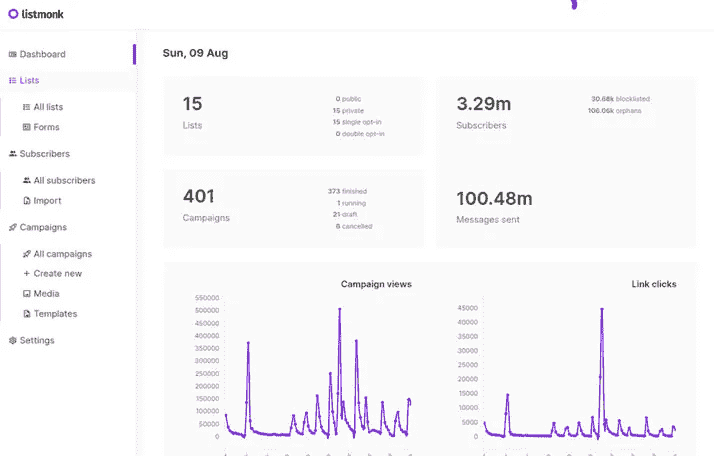 listmonk
Dashboard
Lists
All lists
Forms
Subscribers
All subscribers
Import
Campaigns
All campaigns
Create new
Media
Templates
Settings
Sun, 09 Aug
15
Lists
0 public
15 private
15 single opt-in
0 double opt-in
3.29m
Subscribers
30.68k blocklisted
106.06k orphans
401
Campaigns
373 finished
1 running
21 draft
6 cancelled
100.48m
Messages sent
Campaign views
550000
500000
450000
400000
350000
300000
250000
200000
150000
100000
50000
0
Link clicks
45000
40000
35000
30000
25000
20000
15000
10000
5000
0